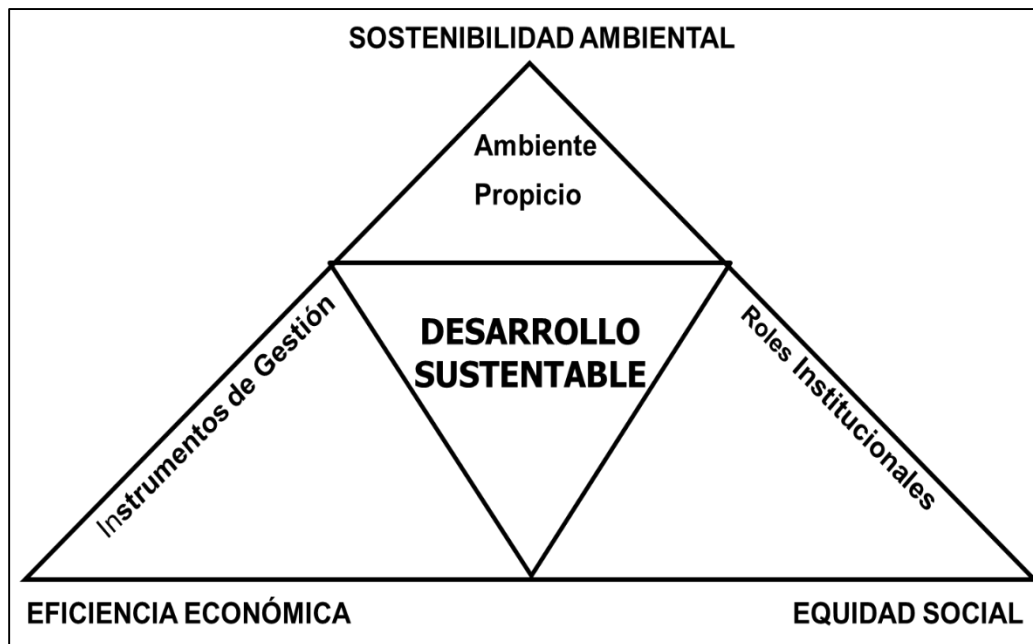 SOSTENIBILIDAD AMBIENTAL
Ambiente
Propicio
DESARROLLO
SUSTENTABLE
Instrumentos de Gestión
Roles Institucionales
EFICIENCIA ECONÓMICA
EQUIDAD SOCIAL